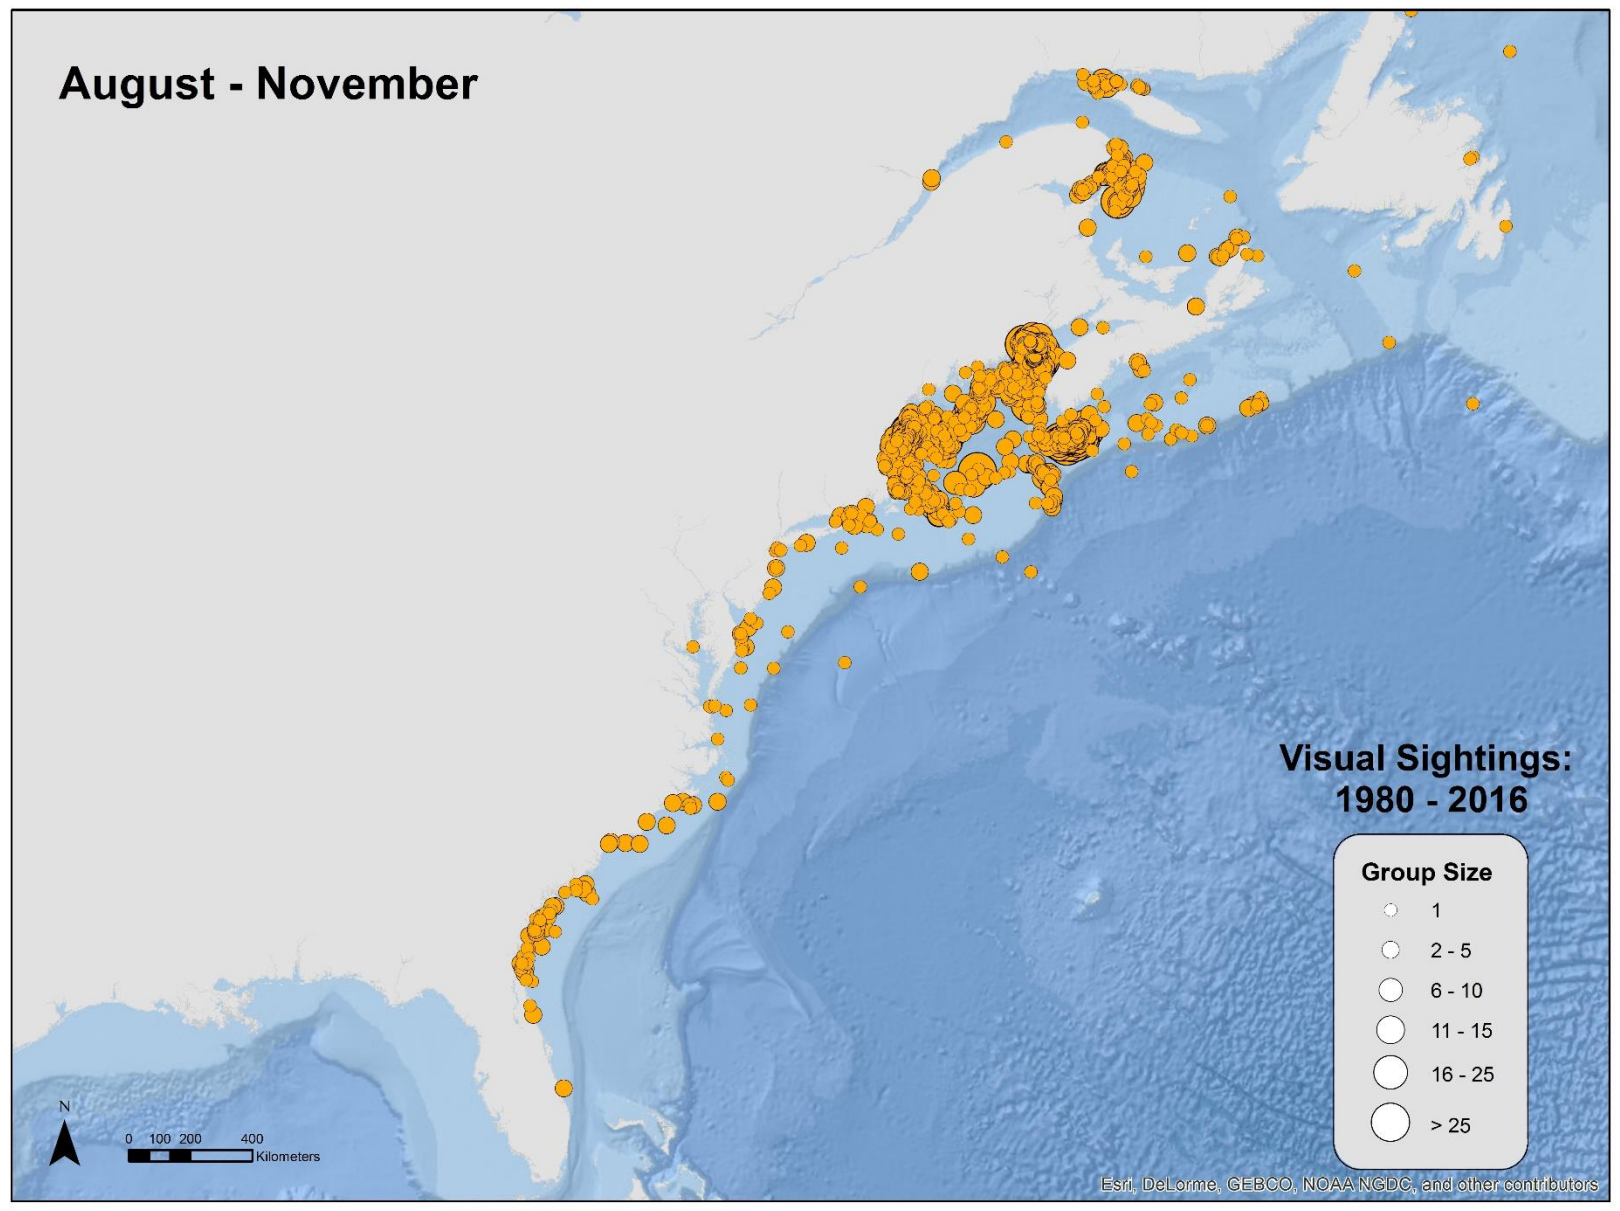 August - November
Visual Sightings:
1980 - 2016
Group Size
1
2 - 5
6 - 10
11 - 15
16 - 25
> 25
N
0 100 200 400
Kilometers
Esri, DeLorme, GEBCO, NOAA NGDC, and other contributors